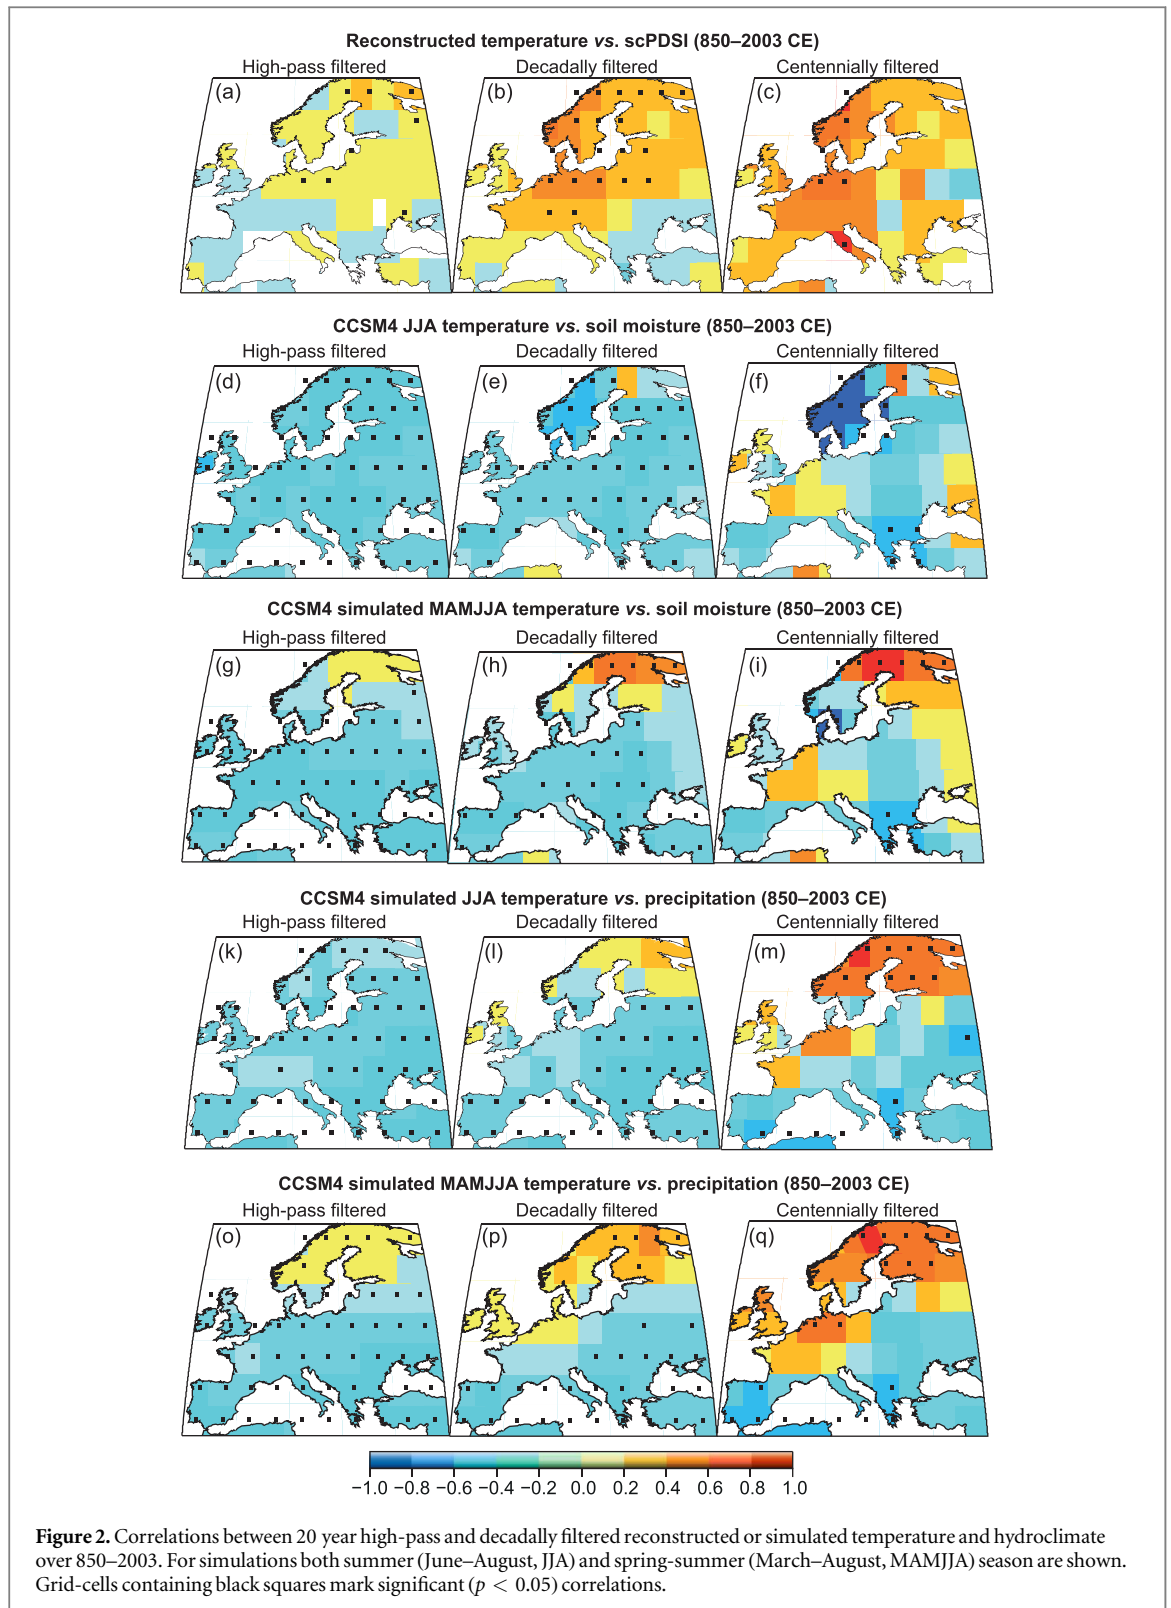 Reconstructed temperature vs. scPDSI (850–2003 CE)
High-pass filtered Decadally filtered Centennially filtered
(a) (b) (c)
CCSM4 JJA temperature vs. soil moisture (850–2003 CE)
High-pass filtered Decadally filtered Centennially filtered
(d) (e) (f)
CCSM4 simulated MAMJJA temperature vs. soil moisture (850–2003 CE)
High-pass filtered Decadally filtered Centennially filtered
(g) (h) (i)
CCSM4 simulated JJA temperature vs. precipitation (850–2003 CE)
High-pass filtered Decadally filtered Centennially filtered
(k) (l) (m)
CCSM4 simulated MAMJJA temperature vs. precipitation (850–2003 CE)
High-pass filtered Decadally filtered Centennially filtered
(o) (p) (q)
−1.0 −0.8 −0.6 −0.4 −0.2 0.0 0.2 0.4 0.6 0.8 1.0
Figure 2. Correlations between 20 year high-pass and decadally filtered reconstructed or simulated temperature and hydroclimate
over 850–2003. For simulations both summer (June–August, JJA) and spring-summer (March–August, MAMJJA) season are shown.
Grid-cells containing black squares mark significant (p < 0.05) correlations.